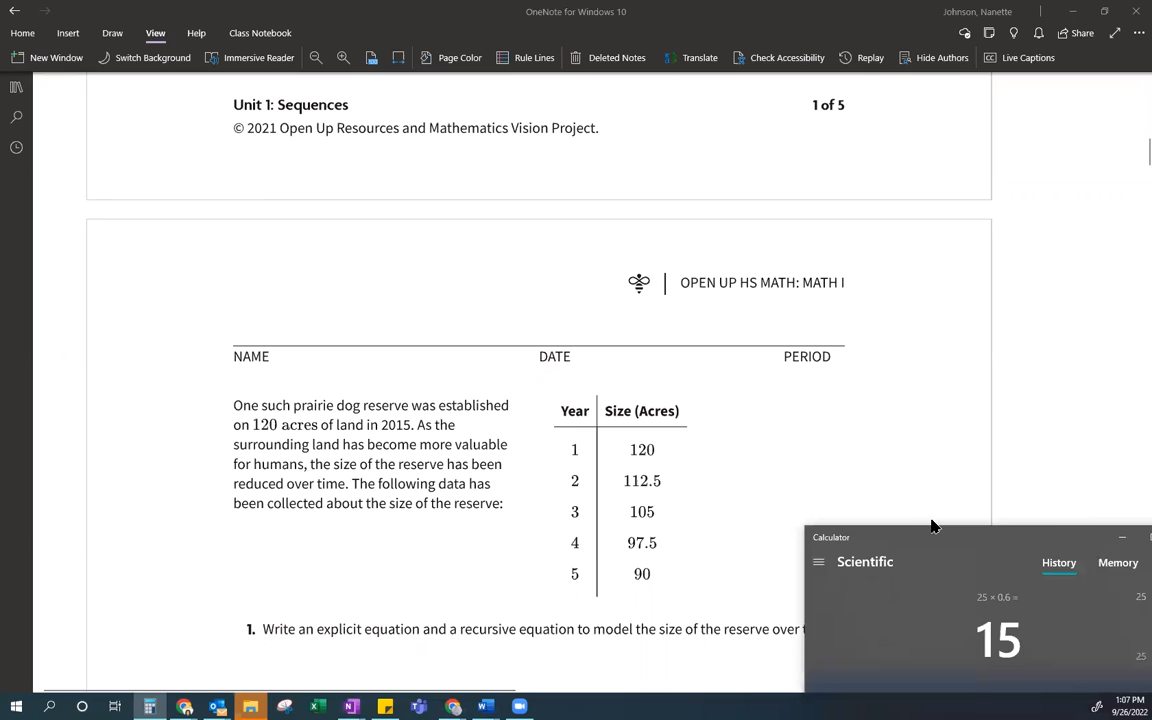 OneNote for Windows 10
Johnson, Nanette
Home Insert Draw View Help Class Notebook
Share
New Window Switch Background Immersive Reader Page Color Rule Lines Deleted Notes Translate Check Accessibility Replay Hide Authors Live Captions
Unit 1: Sequences 1 of 5
© 2021 Open Up Resources and Mathematics Vision Project.
OPEN UP HS MATH: MATH I
NAME DATE PERIOD
One such prairie dog reserve was established
on 120 acres of land in 2015. As the
surrounding land has become more valuable
for humans, the size of the reserve has been
reduced over time. The following data has
been collected about the size of the reserve:
Year Size (Acres)
1 120
2 112.5
3 105
4 97.5
5 90
1. Write an explicit equation and a recursive equation to model the size of the reserve over
Calculator
Scientific
History Memory
25 × 0.6 =
25
15
25
1:07 PM
9/26/2022